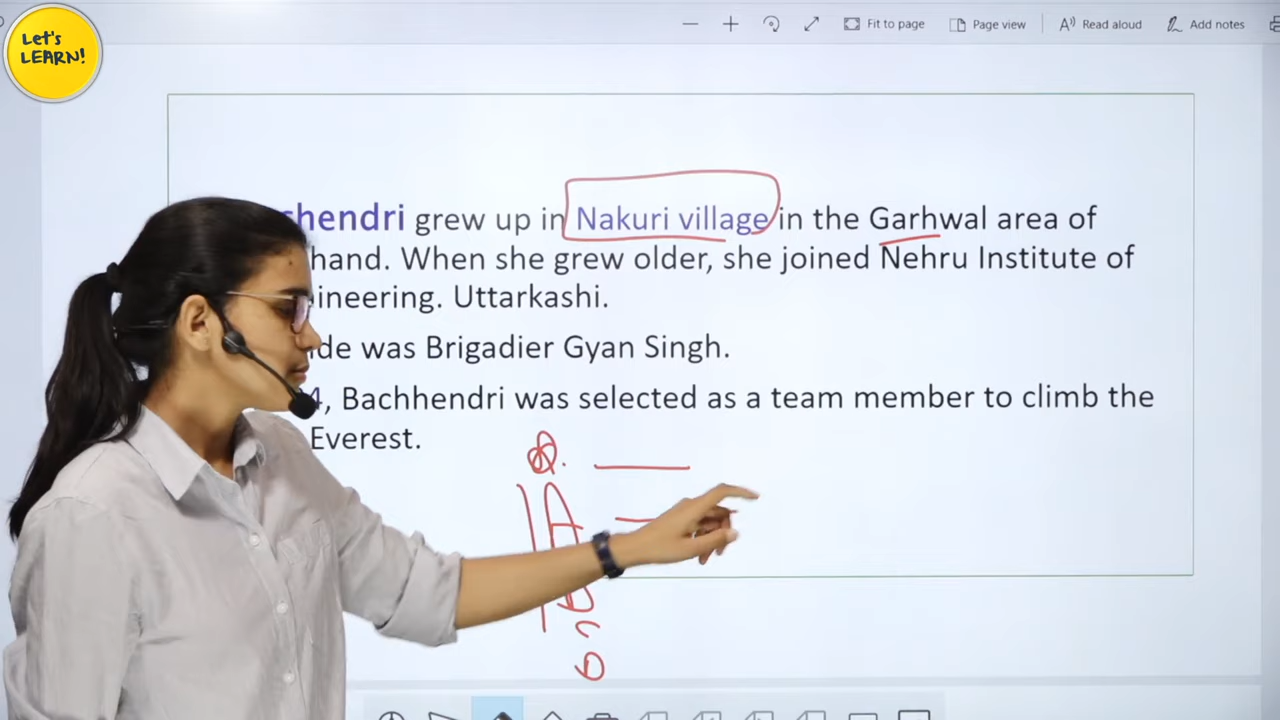 Let's
LEARN!
Fit to page
Page view
Read aloud
Add notes
shendri grew up in Nakuri village in the Garhwal area of
hand. When she grew older, she joined Nehru Institute of
ineering. Uttarkashi.
de was Brigadier Gyan Singh.
4, Bachhendri was selected as a team member to climb the
Everest.
Q.
A
B
C
D